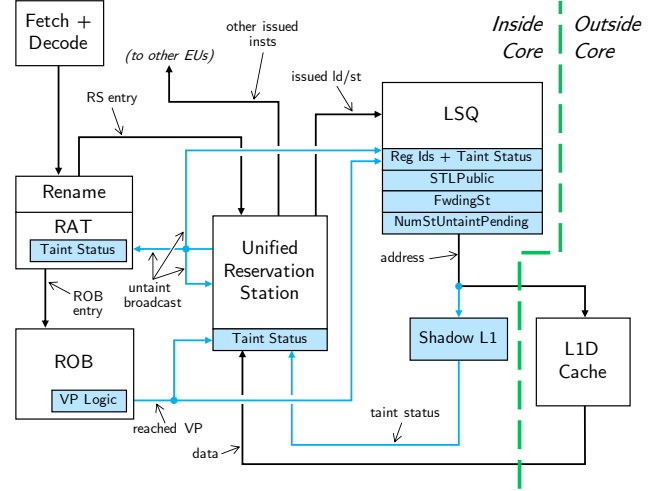 Fetch +
Decode
(to other EUs)
other issued
insts
Inside
Core
Outside
Core
issued ld/st
RS entry
LSQ
Reg Ids + Taint Status
STLPublic
FwdingSt
NumStUntaintPending
Rename
RAT
Taint Status
Unified
Reservation
Station
Taint Status
address
untaint
broadcast
ROB
entry
ROB
VP Logic
Shadow L1
L1D
Cache
reached VP
taint status
data